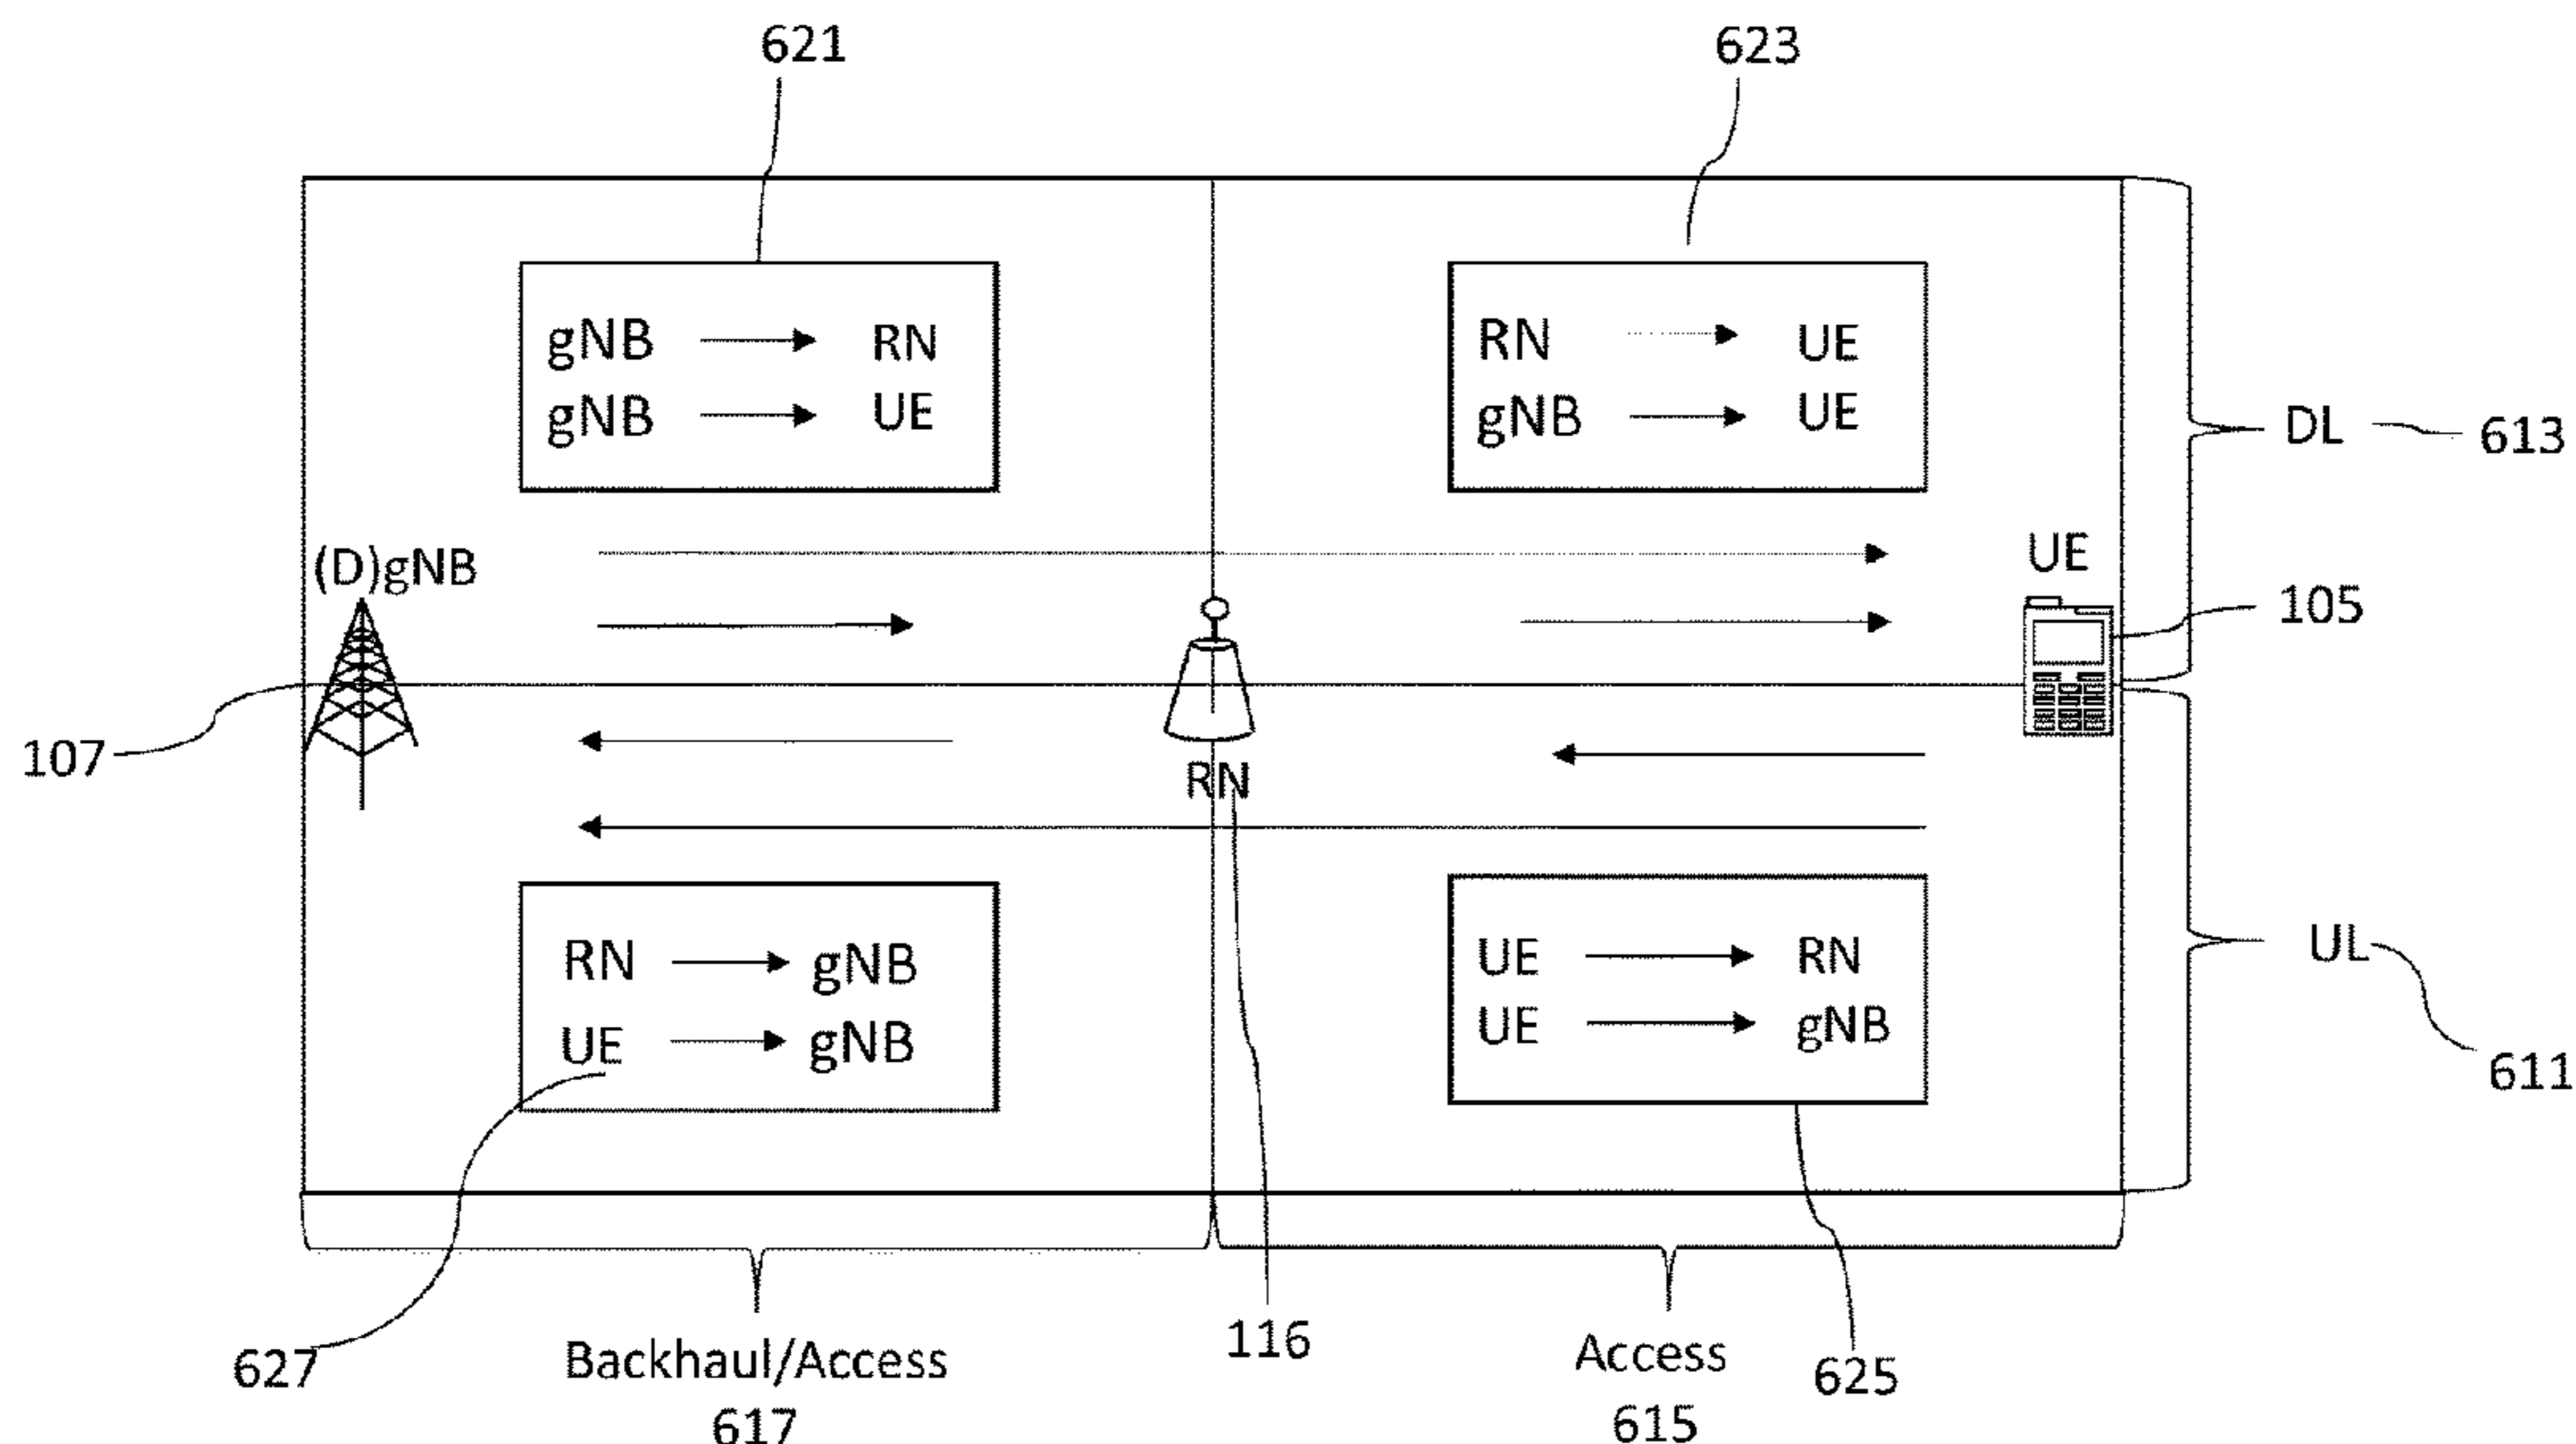 621
623
gNB RN
gNB UE
RN UE
gNB UE
DL
613
(D)gNB
UE
105
107
RN
RN gNB
UE gNB
UE RN
UE gNB
UL
611
627
Backhaul/Access
617
116
Access
615
625